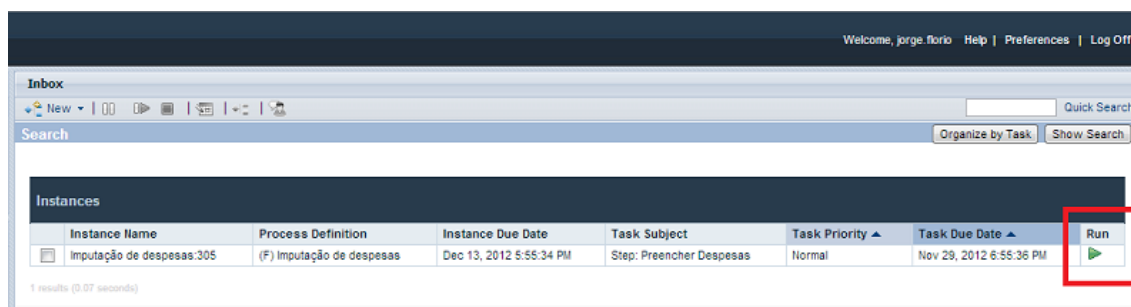 Welcome, jorge.florio Help | Preferences | Log Off
Inbox
New
Quick Search
Search
Organize by Task Show Search
Instances
Instance Name Process Definition Instance Due Date Task Subject Task Priority Task Due Date Run
Imputação de despesas:305 (F) Imputação de despesas Dec 13, 2012 5:55:34 PM Step: Preencher Despesas Normal Nov 29, 2012 6:55:36 PM
1 results (0.07 seconds)